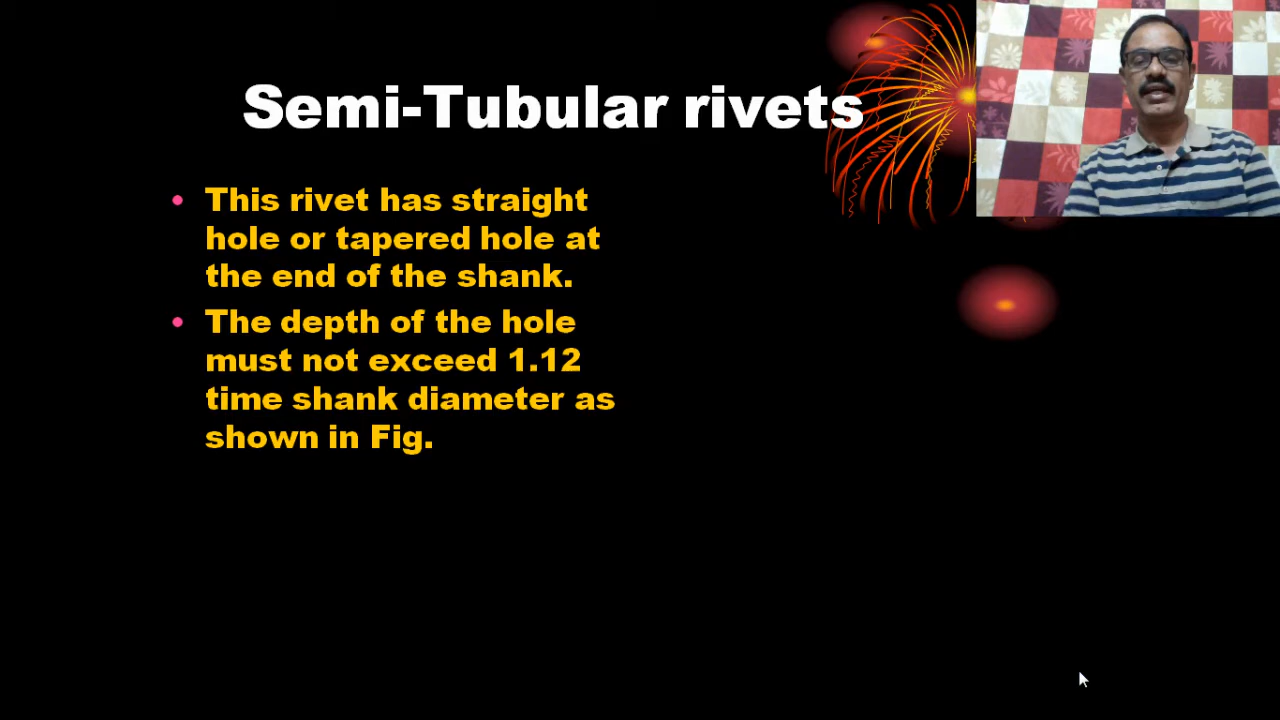 Semi-Tubular rivets
• This rivet has straight
hole or tapered hole at
the end of the shank.
• The depth of the hole
must not exceed 1.12
time shank diameter as
shown in Fig.